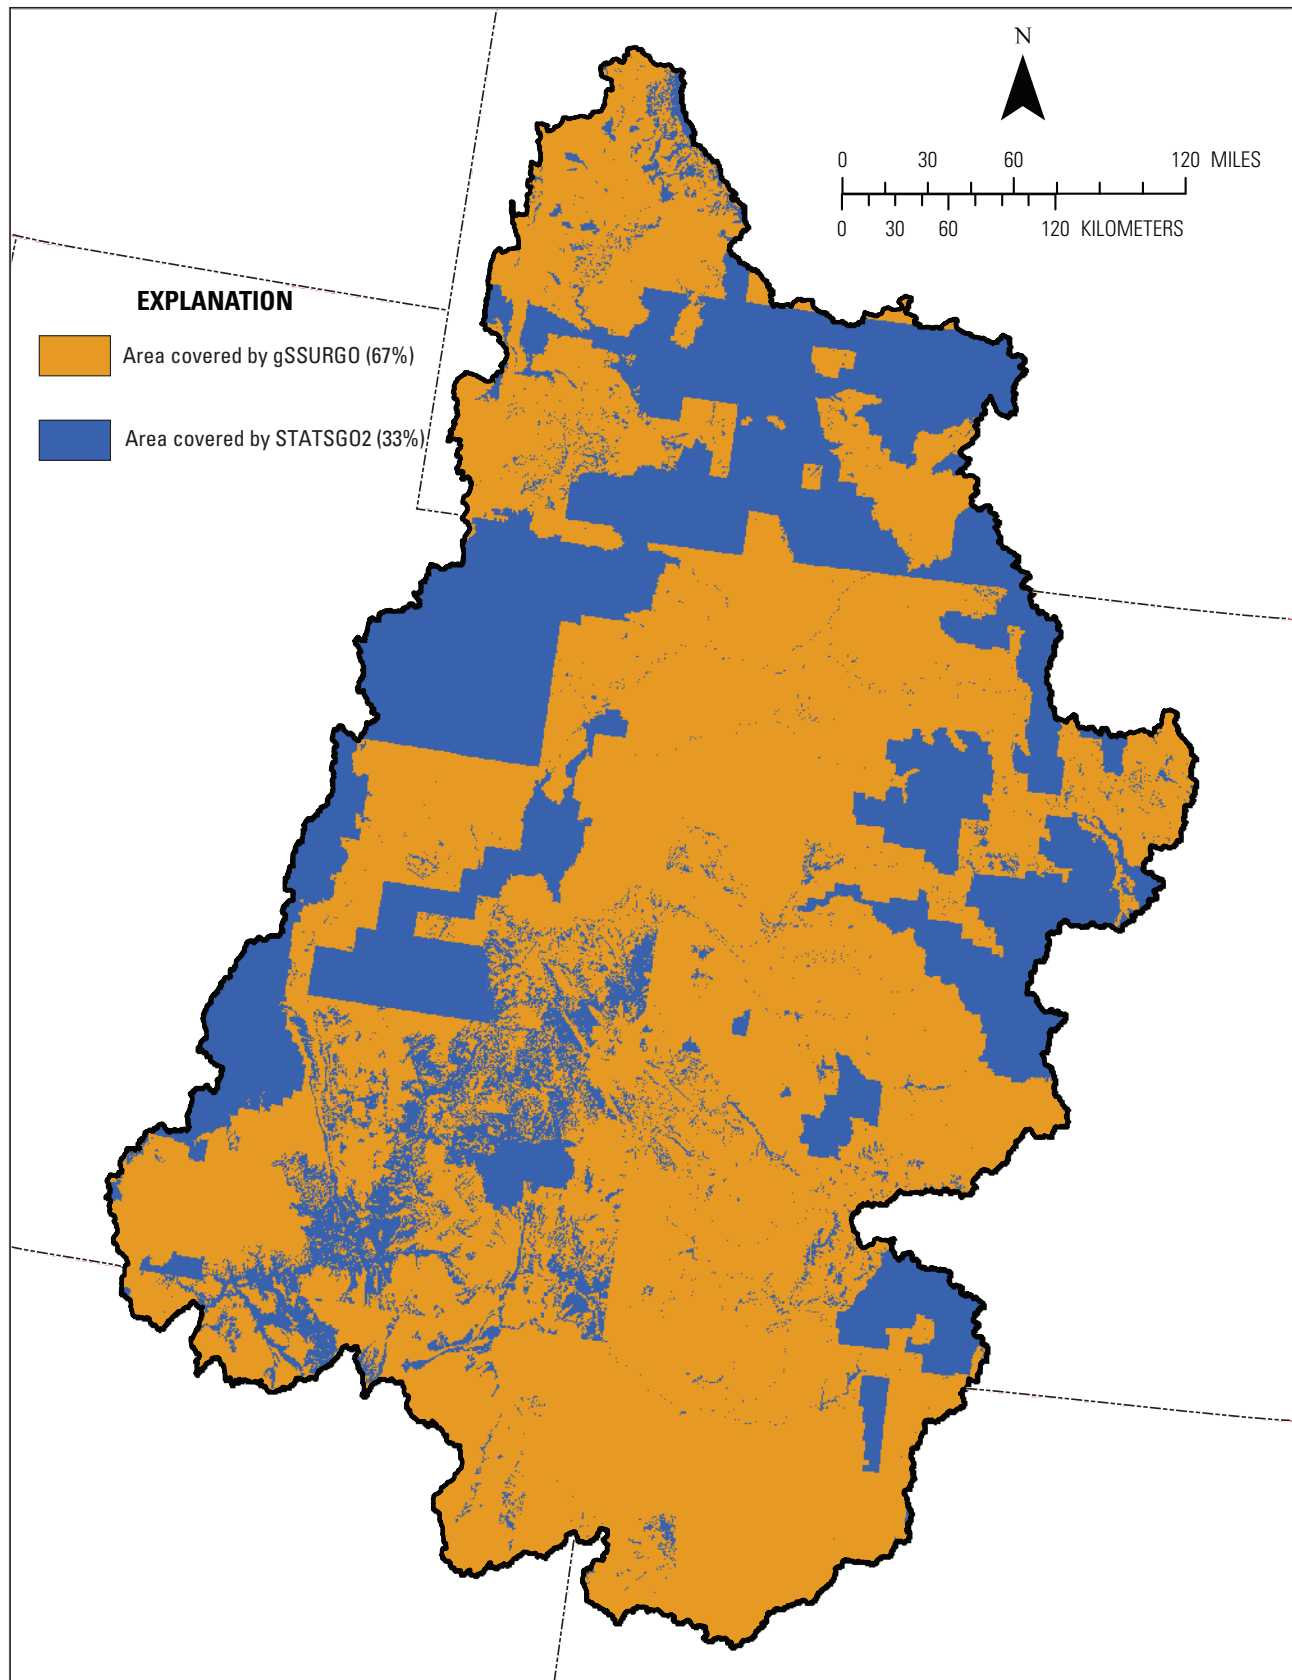 N
0 30 60 120 MILES
0 30 60 120 KILOMETERS
EXPLANATION
Area covered by gSSURGO (67%)
Area covered by STATSGO2 (33%)